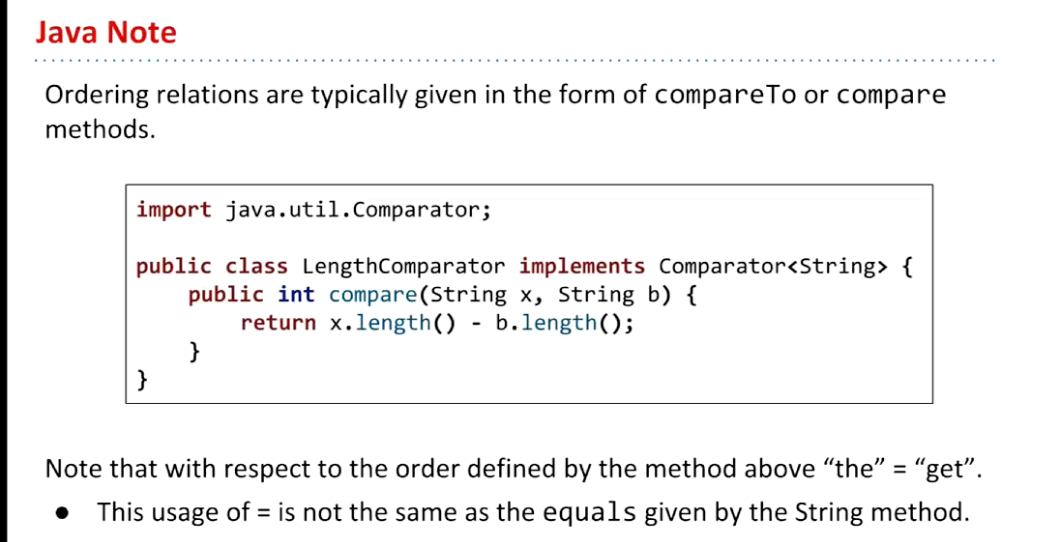 Java Note
Ordering relations are typically given in the form of compareTo or compare
methods.
import java.util.Comparator;
public class LengthComparator implements Comparator<String> {
public int compare(String x, String b) {
return x.length() - b.length();
}
}
Note that with respect to the order defined by the method above “the” = “get”.
● This usage of = is not the same as the equals given by the String method.